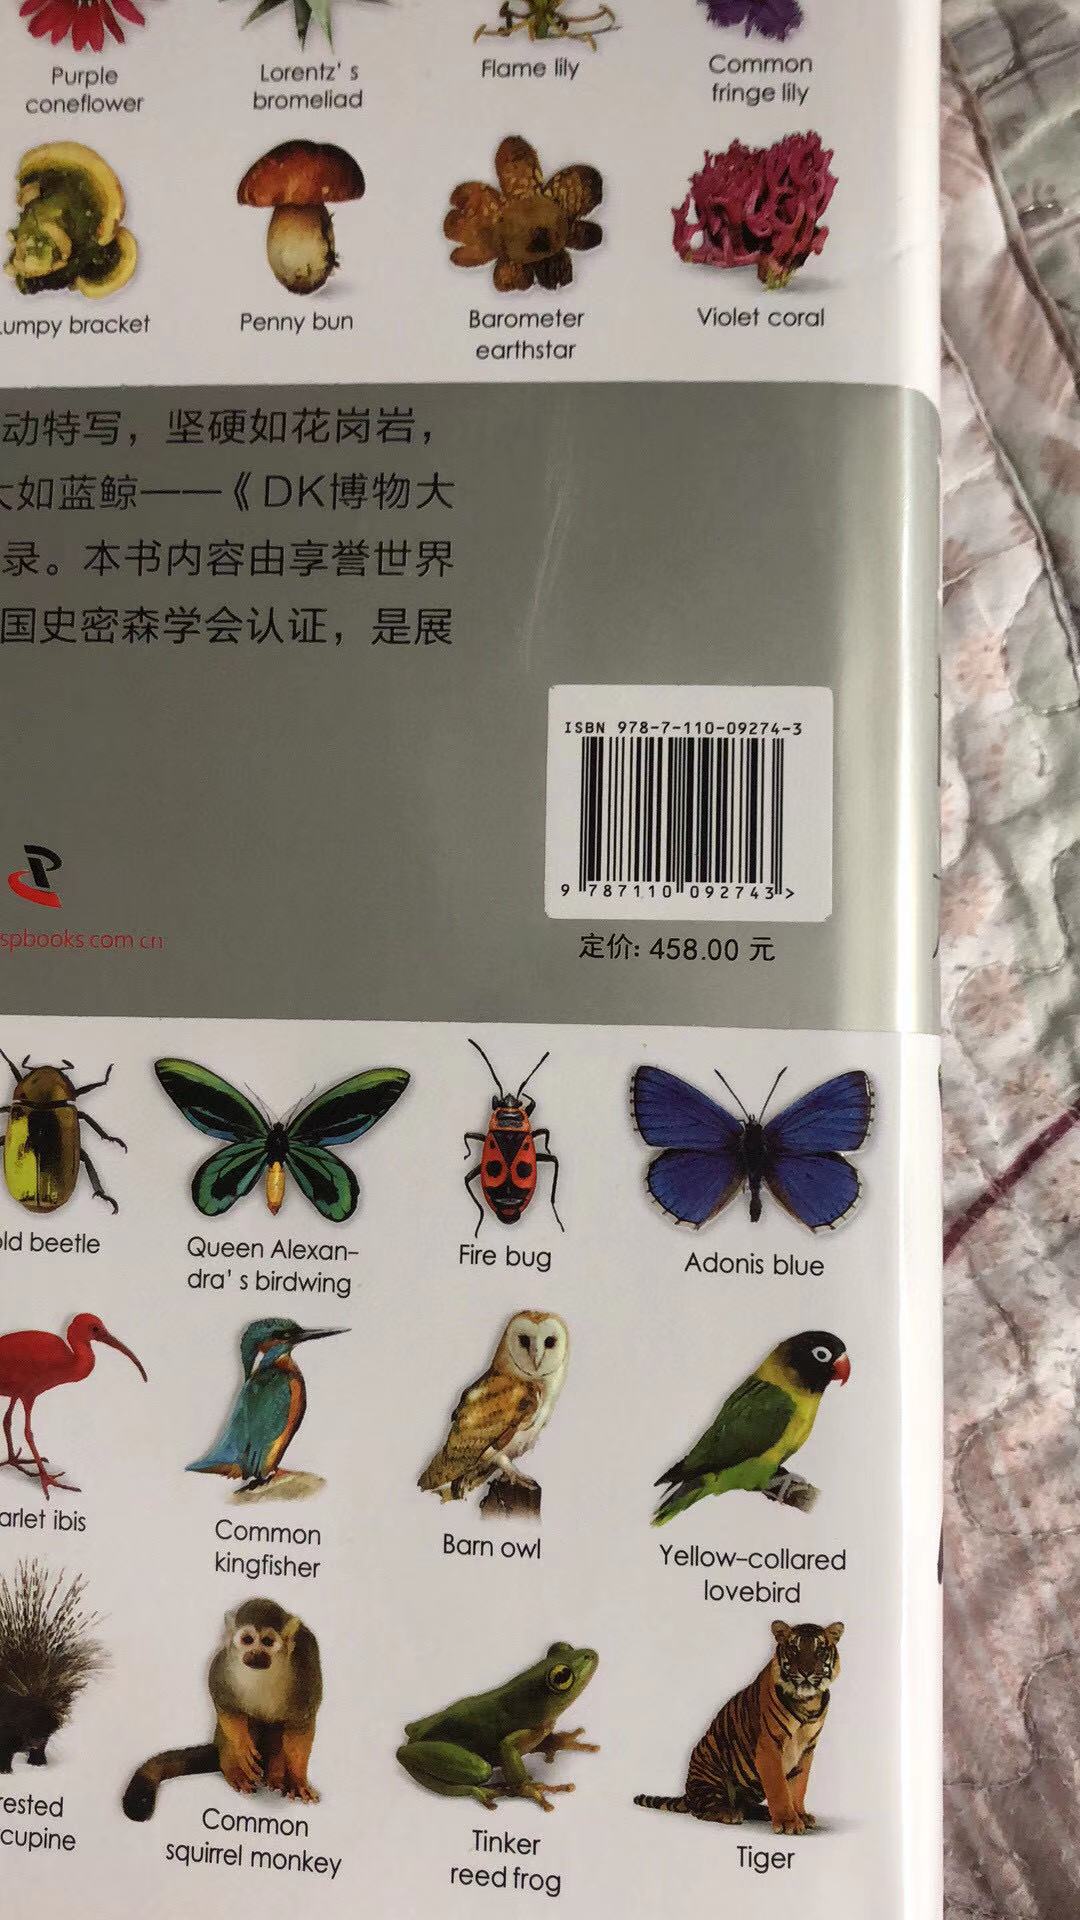 Purple
coneflower
Lorentz's
bromeliad
Flame lily
Common
fringe lily
umpy bracket
Penny bun
Barometer
earthstar
Violet coral
动特写，坚硬如花岗岩，
大如蓝鲸——《DK博物大
录。本书内容由享誉世界
国史密森学会认证，是展
ISBN 978-7-110-09274-3
9 787110 092743>
spbooks.com.cn
定价: 458.00 元
old beetle
Queen Alexan-
dra's birdwing
Fire bug
Adonis blue
arlet ibis
Common
kingfisher
Barn owl
Yellow-collared
lovebird
rested
cupine
Common
squirrel monkey
Tinker
reed frog
Tiger